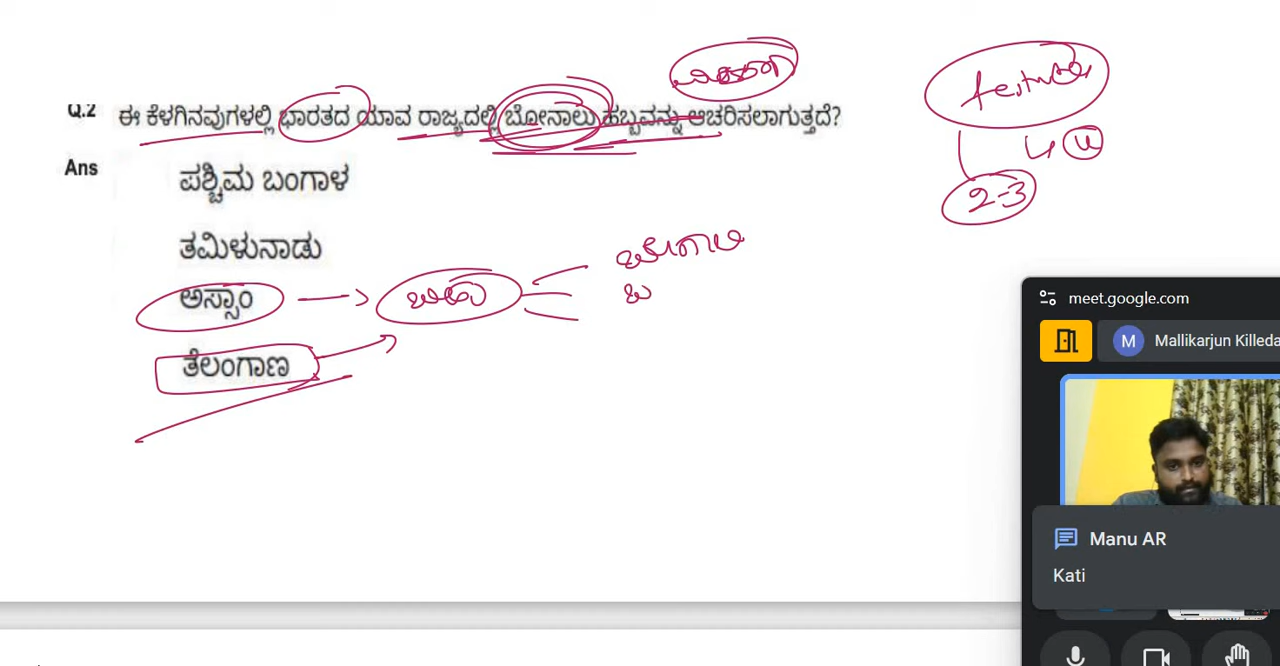 Q.2 ಈ ಕೆಳಗಿನವುಗಳಲ್ಲಿ ಭಾರತದ ಯಾವ ರಾಜ್ಯದಲ್ಲಿ ಬೋನಾಲು ಹಬ್ಬವನ್ನು ಆಚರಿಸಲಾಗುತ್ತದೆ?
Ans
ಪಶ್ಚಿಮ ಬಂಗಾಳ
ತಮಿಳುನಾಡು
ಅಸ್ಸಾಂ
ತೆಲಂಗಾಣ
2-3
meet.google.com
M Mallikarjun Killeda
Manu AR
Kati